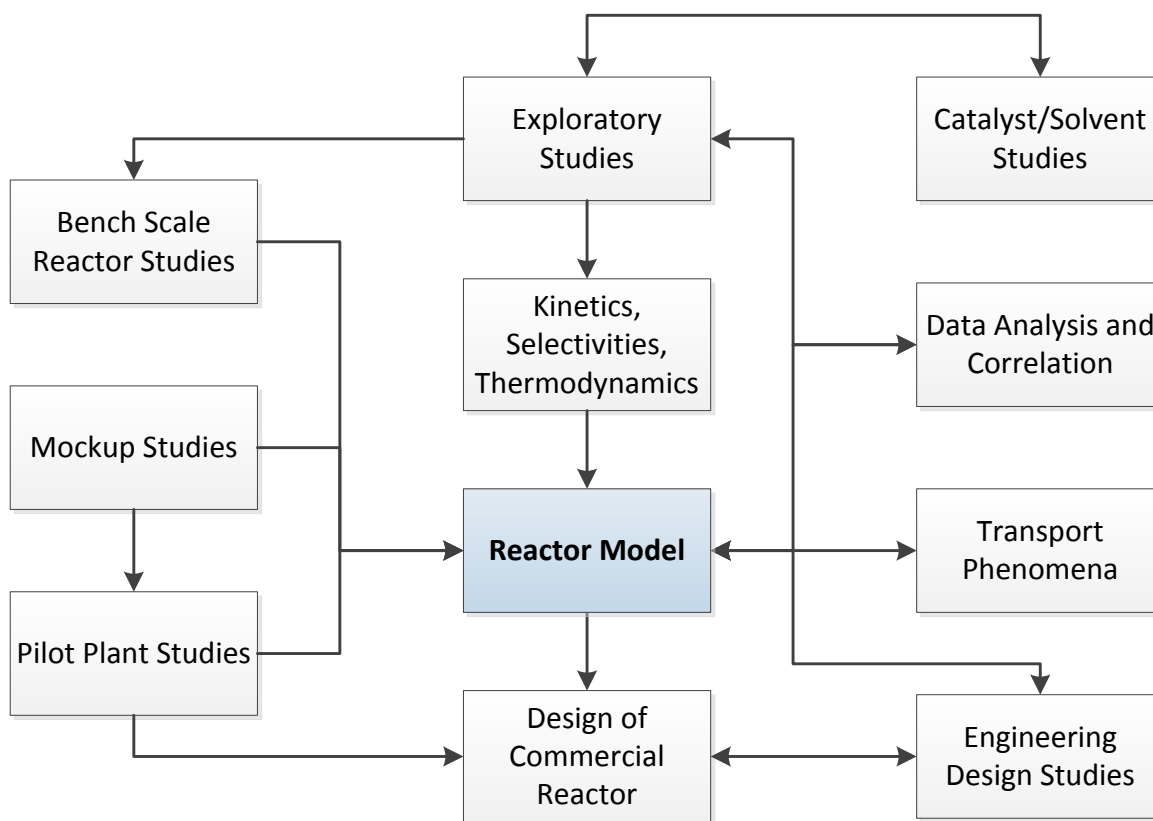 Exploratory
Studies
Catalyst/Solvent
Studies
Bench Scale
Reactor Studies
Kinetics,
Selectivities,
Thermodynamics
Data Analysis and
Correlation
Mockup Studies
Reactor Model
Transport
Phenomena
Pilot Plant Studies
Design of
Commercial
Reactor
Engineering
Design Studies